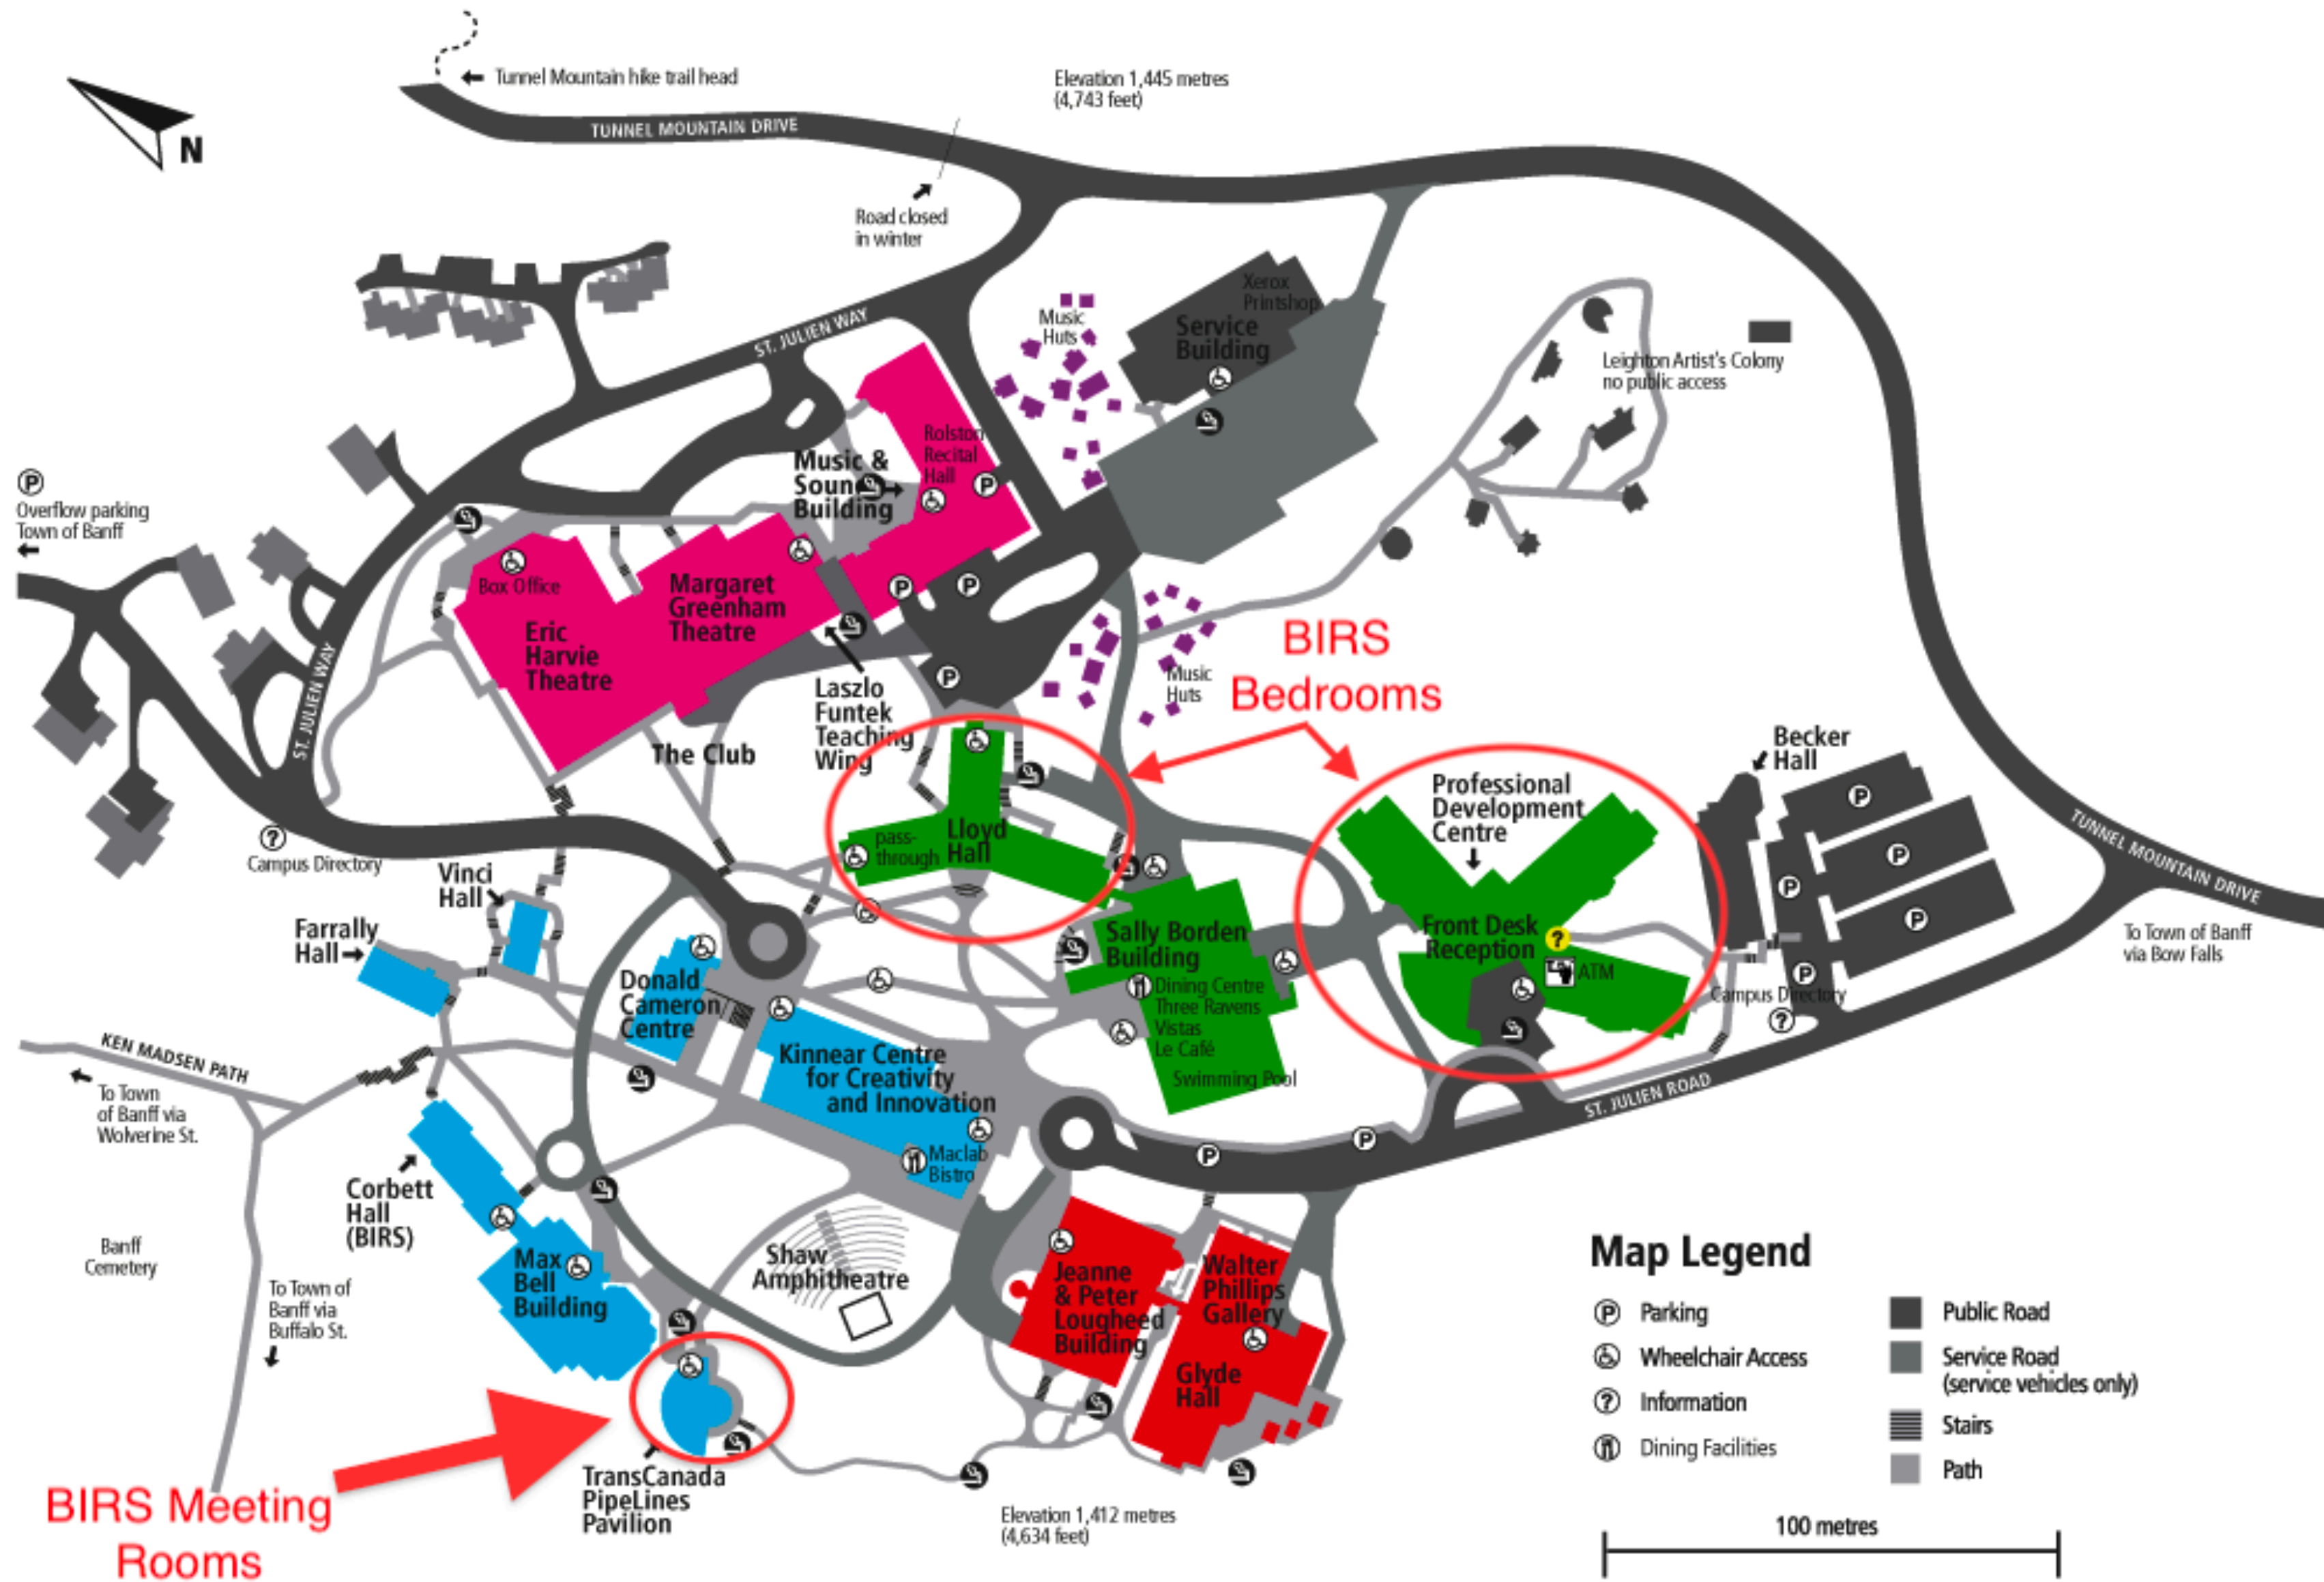 Tunnel Mountain hike trail head
Elevation 1,445 metres
(4,743 feet)
TUNNEL MOUNTAIN DRIVE
N
Road closed
in winter
Xerox
Printshop
Music
Huts
Service
Building
ST. JULIEN WAY
Leighton Artist's Colony
no public access
Rolston
Recital
Hall
Music &
Sound
Building
P
P
Overflow parking
Town of Banff
Box Office
Margaret
Greenham
Theatre
P
P
Eric
Harvie
Theatre
BIRS
Bedrooms
Music
Huts
P
Laszlo
Funtek
Teaching
Wing
ST. JULIEN WAY
The Club
Becker
Hall
Professional
Development
Centre
P
TUNNEL MOUNTAIN DRIVE
pass-
through
Lloyd
Hall
?
Campus Directory
P
P
P
Vinci
Hall
Farrally
Hall
Sally Borden
Building
Front Desk
Reception
?
ATM
To Town of Banff
via Bow Falls
Donald
Cameron
Centre
Dining Centre
Three Ravens
Vistas
Le Café
Swimming Pool
P
Campus Directory
?
KEN MADSEN PATH
Kinnear Centre
for Creativity
and Innovation
ST. JULIEN ROAD
To Town
of Banff via
Wolverine St.
Maclab
Bistro
P
P
Corbett
Hall
(BIRS)
Banff
Cemetery
Max
Bell
Building
Shaw
Amphitheatre
Jeanne
& Peter
Lougheed
Building
Walter
Phillips
Gallery
Glyde
Hall
To Town of
Banff via
Buffalo St.
BIRS Meeting
Rooms
TransCanada
PipeLines
Pavilion
Elevation 1,412 metres
(4,634 feet)
Map Legend
P Parking
Wheelchair Access
? Information
Dining Facilities
Public Road
Service Road
(service vehicles only)
Stairs
Path
100 metres